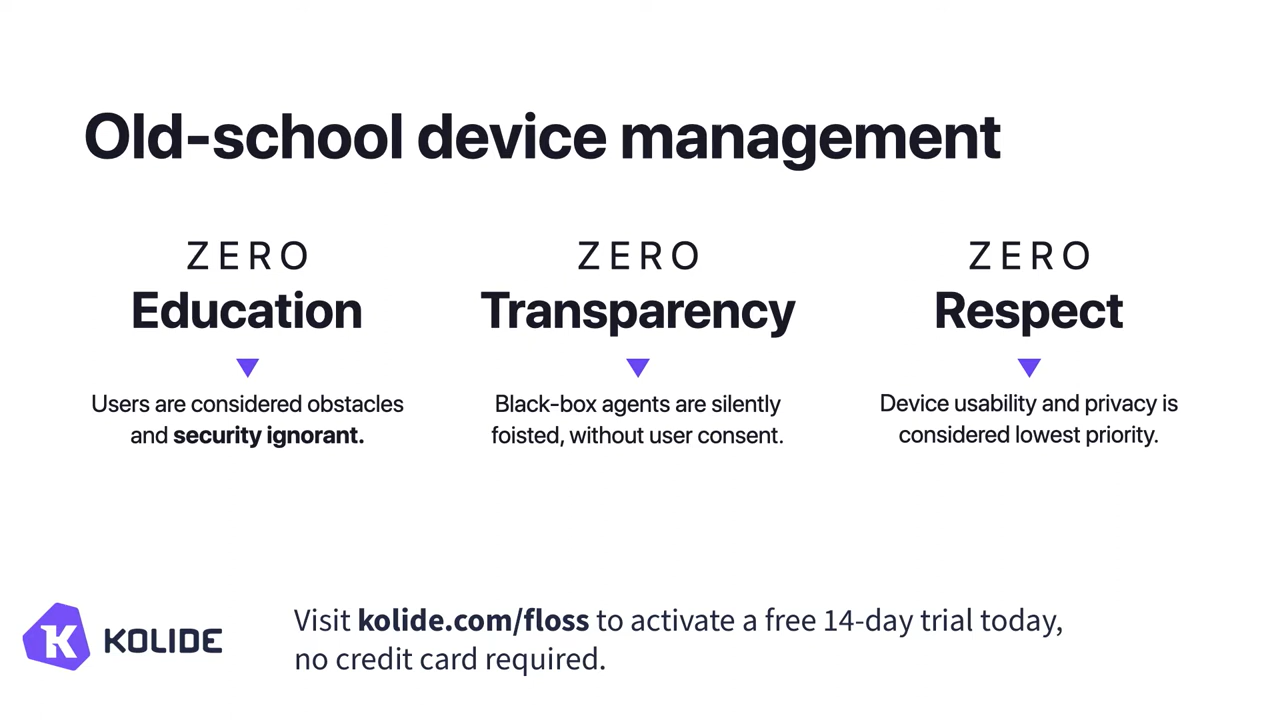 Old-school device management
ZERO
Education
Users are considered obstacles
and security ignorant.
ZERO
Transparency
Black-box agents are silently
foisted, without user consent.
ZERO
Respect
Device usability and privacy is
considered lowest priority.
K KOLIDE
Visit kolide.com/floss to activate a free 14-day trial today,
no credit card required.